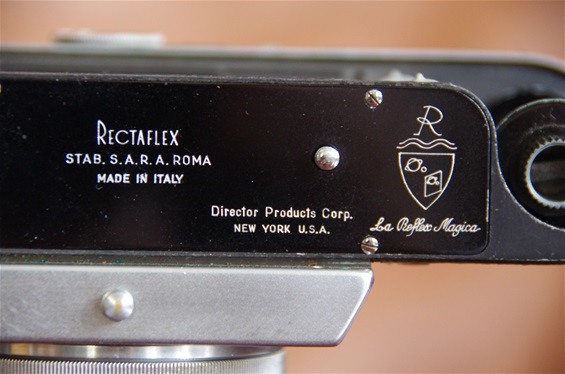 RECTAFLEX
STAB. S.A.R.A. ROMA
MADE IN ITALY
Director Products Corp.
NEW YORK U.S.A.
R
La Reflex Magica